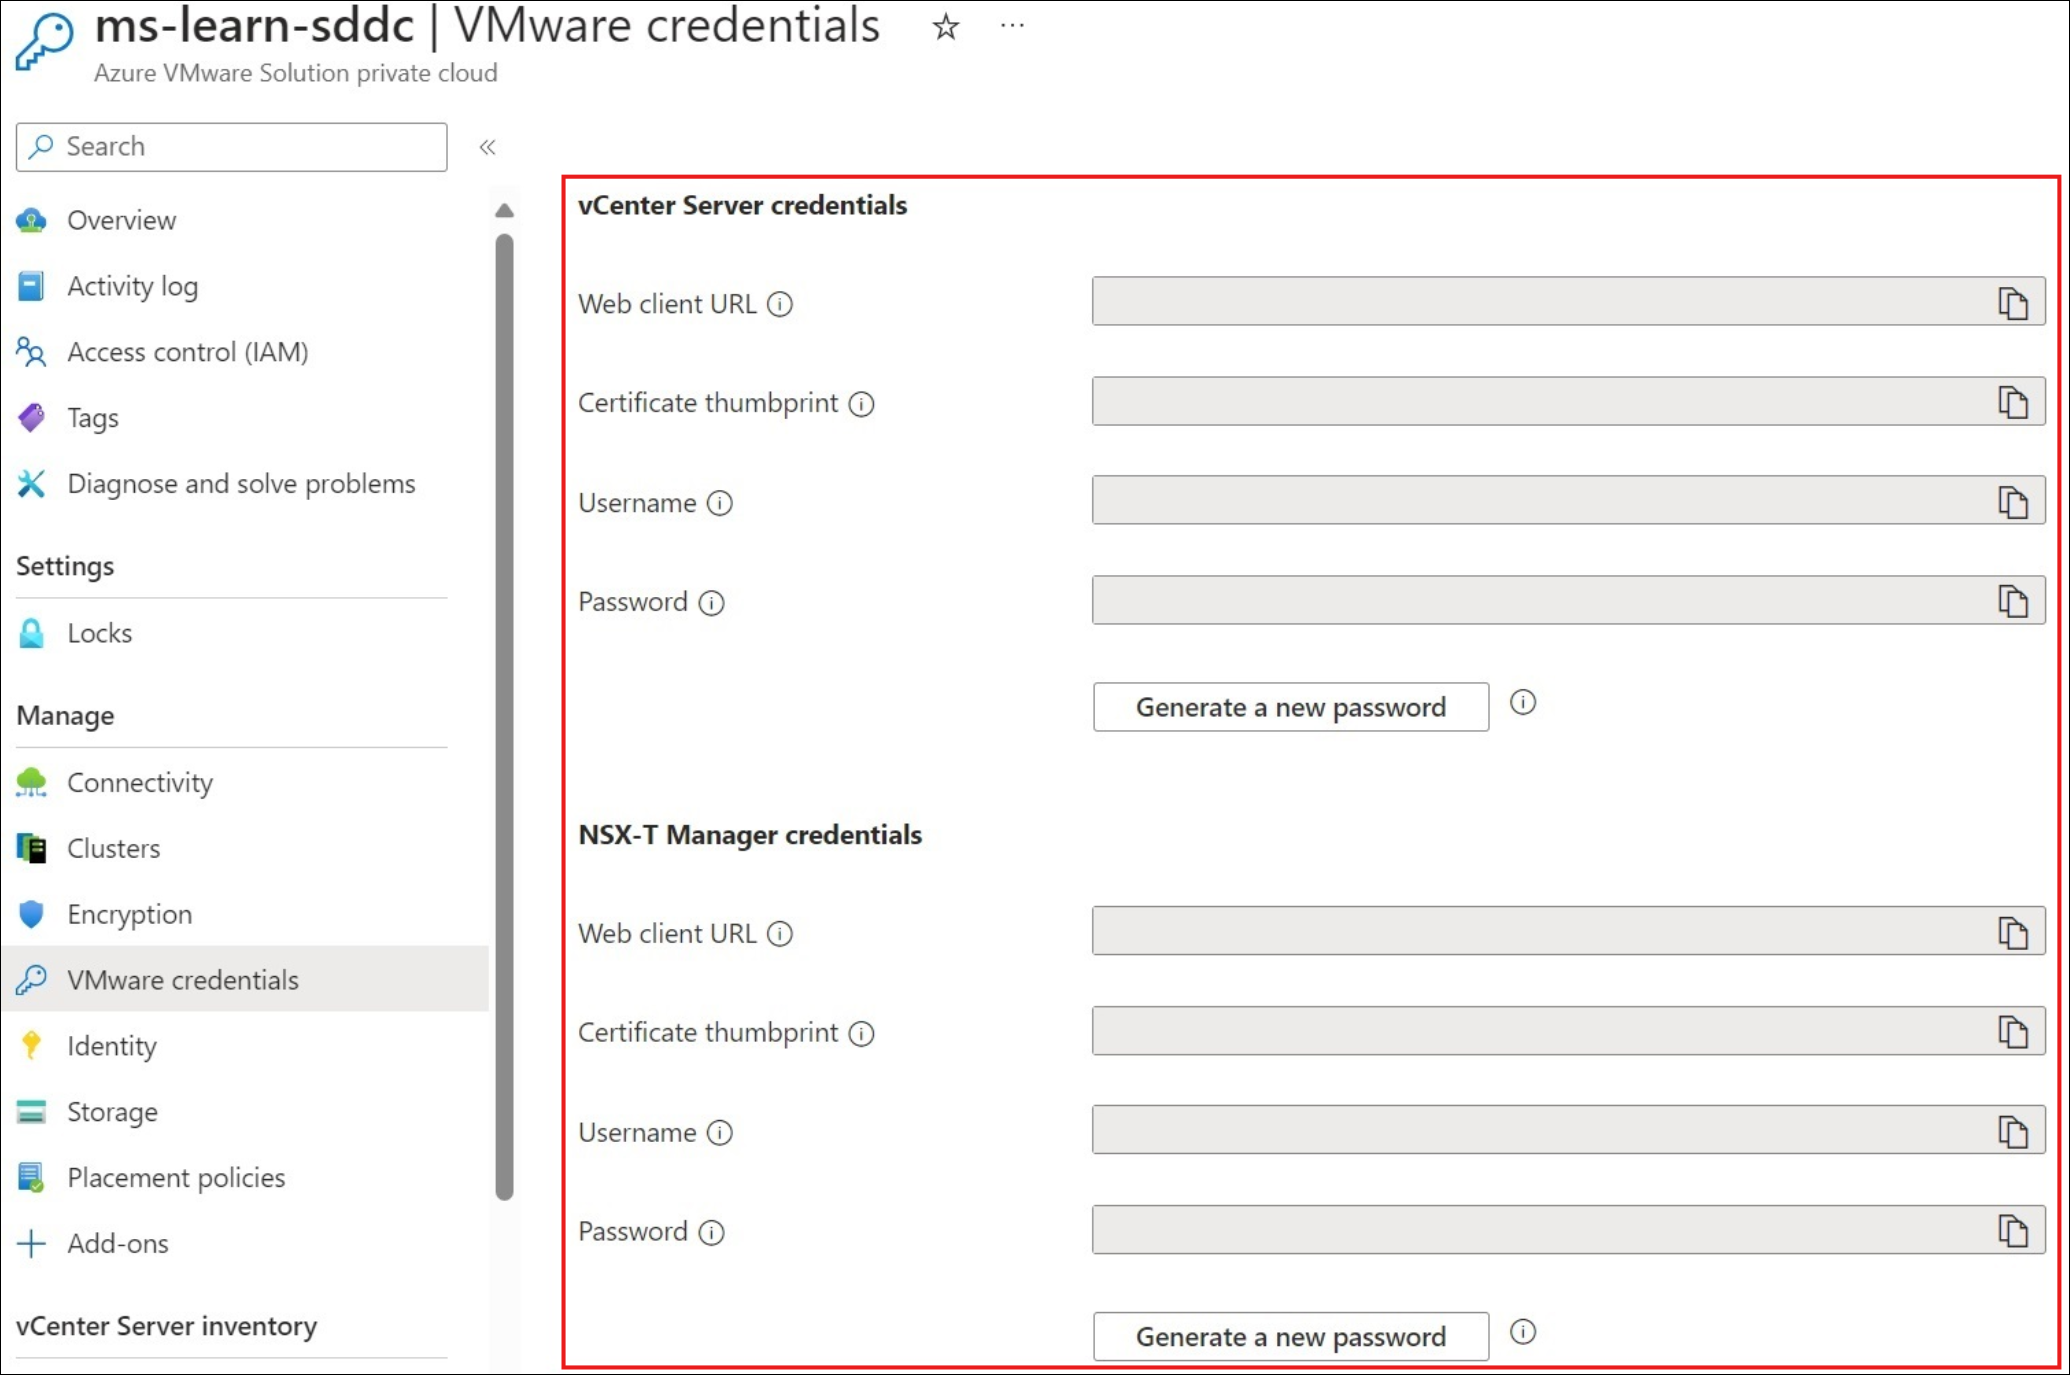 ms-learn-sddc | VMware credentials
Azure VMware Solution private cloud
Search
Overview
Activity log
Access control (IAM)
Tags
Diagnose and solve problems
Settings
Locks
Manage
Connectivity
Clusters
Encryption
VMware credentials
Identity
Storage
Placement policies
Add-ons
vCenter Server inventory
vCenter Server credentials
Web client URL
Certificate thumbprint
Username
Password
Generate a new password
NSX-T Manager credentials
Web client URL
Certificate thumbprint
Username
Password
Generate a new password